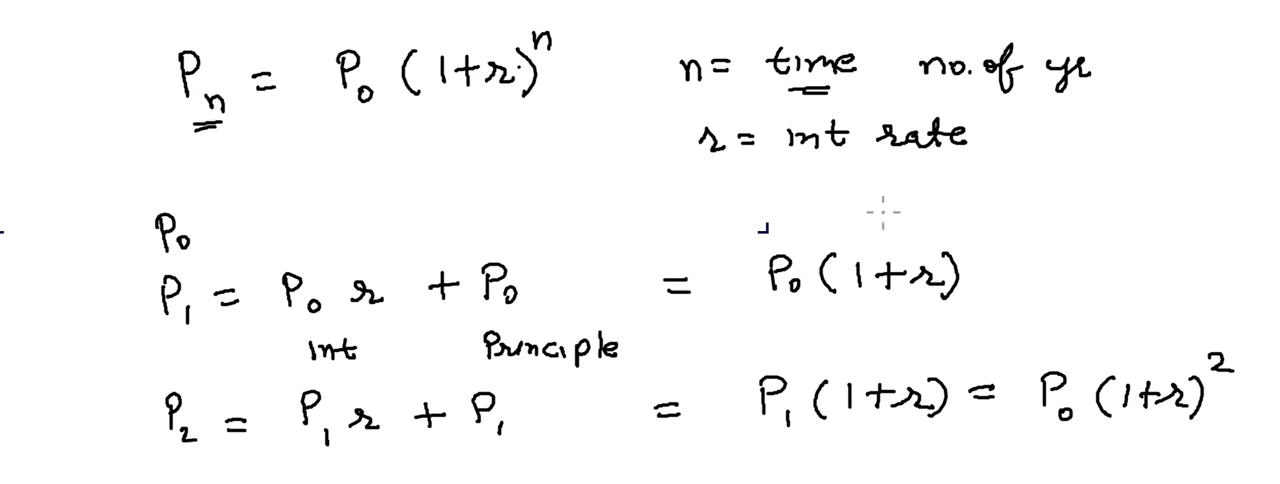 Pₙ = P₀ (1+r)ⁿ n = time no. of yr
r = int rate
P₀
P₁ = P₀ r + P₀ = P₀ (1+r)
int Principle
P₂ = P₁ r + P₁ = P₁ (1+r) = P₀ (1+r)²